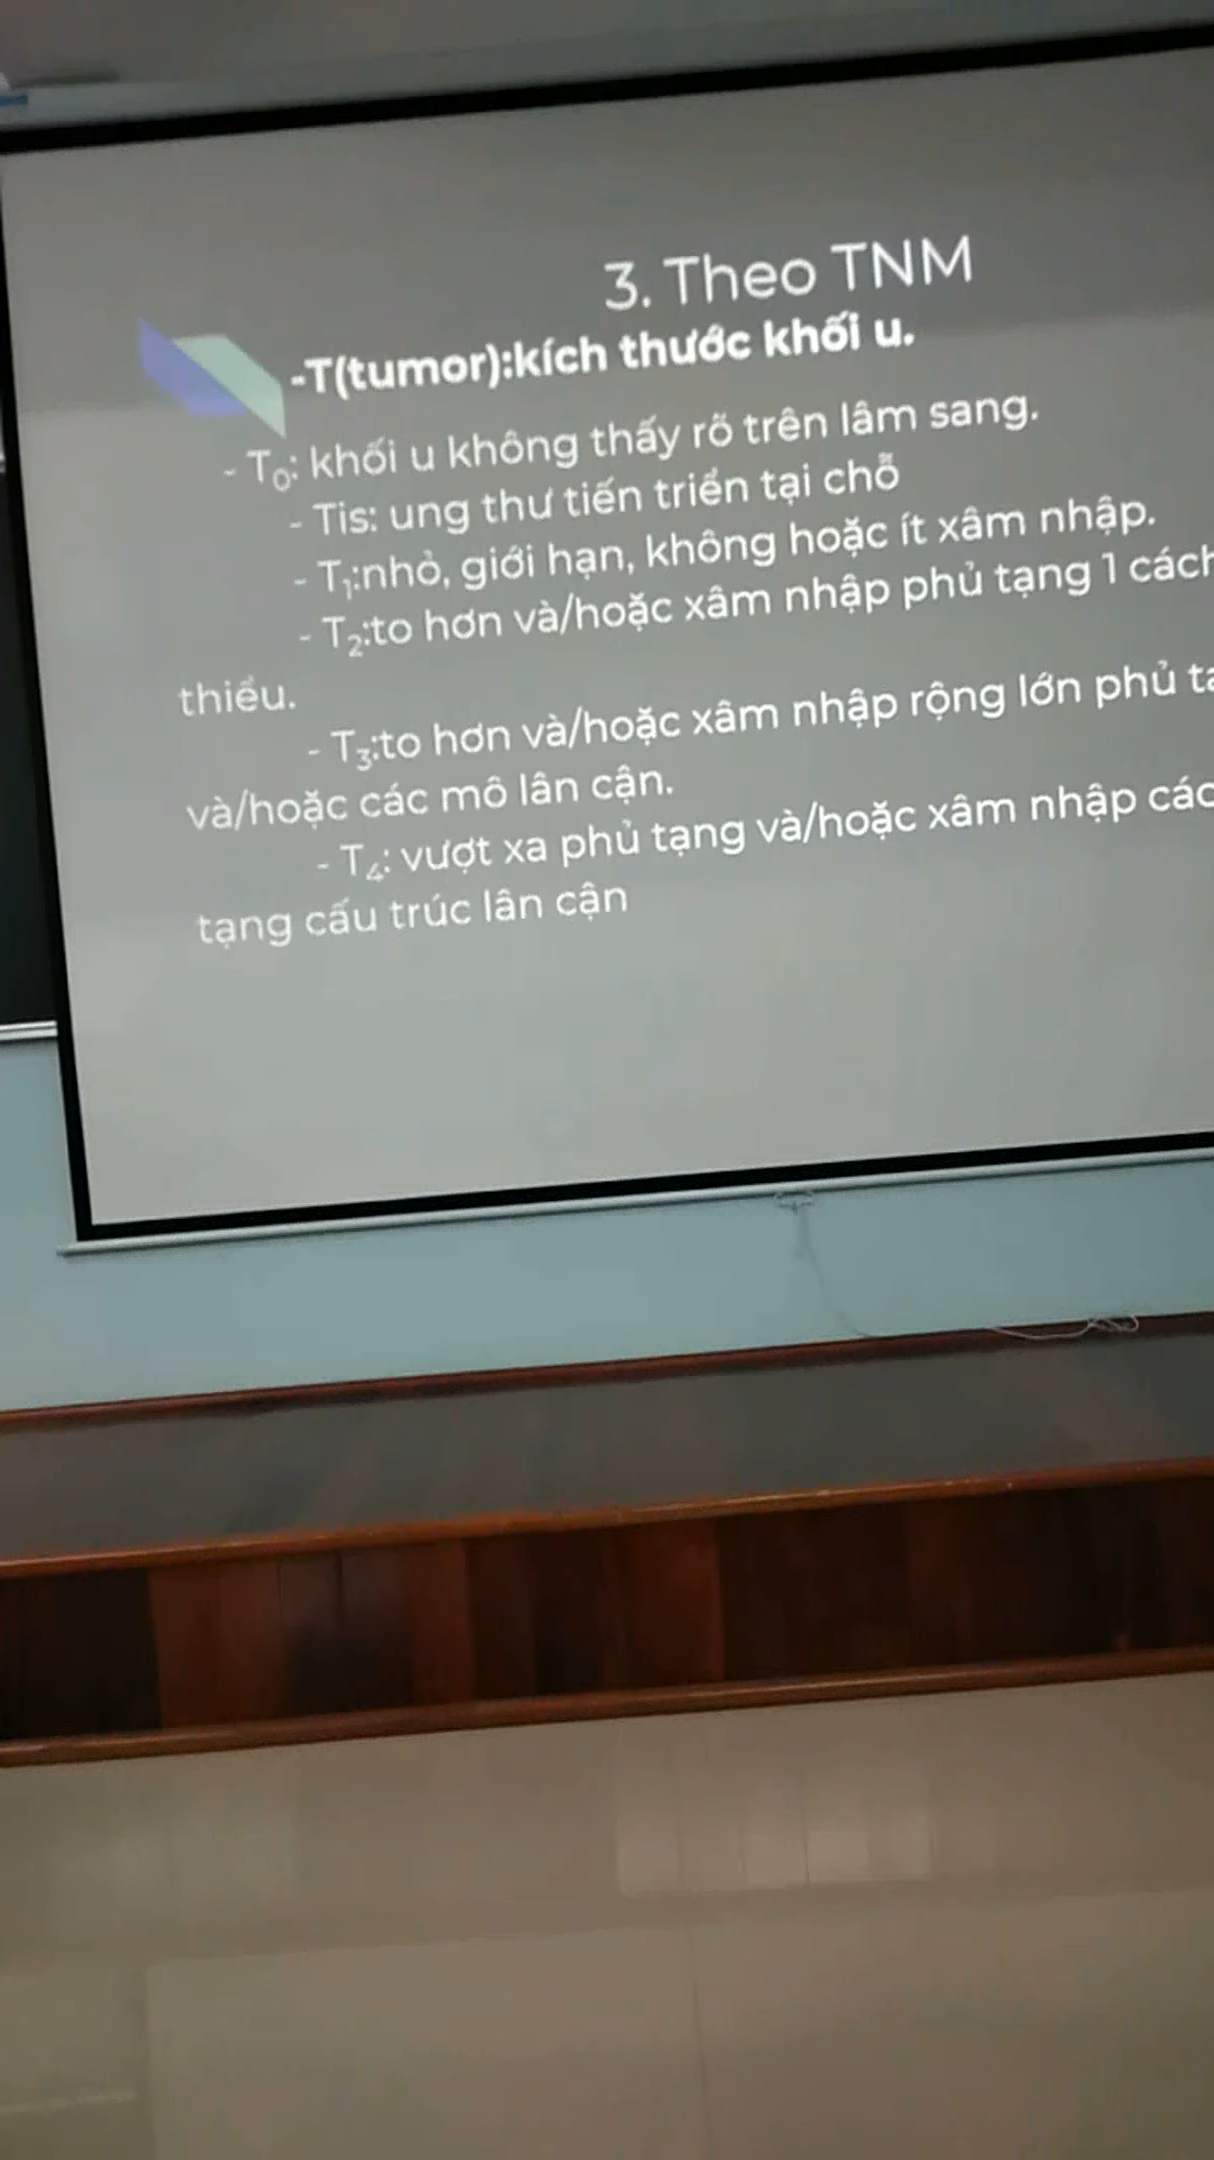 3. Theo TNM
-T(tumor):kích thước khối u.
- T₀: khối u không thấy rõ trên lâm sang.
- Tis: ung thư tiến triển tại chỗ
- T₁:nhỏ, giới hạn, không hoặc ít xâm nhập.
- T₂:to hơn và/hoặc xâm nhập phủ tạng 1 cách
thiểu.
- T₃:to hơn và/hoặc xâm nhập rộng lớn phủ
và/hoặc các mô lân cận.
- T₄: vượt xa phủ tạng và/hoặc xâm nhập
tạng cấu trúc lân cận